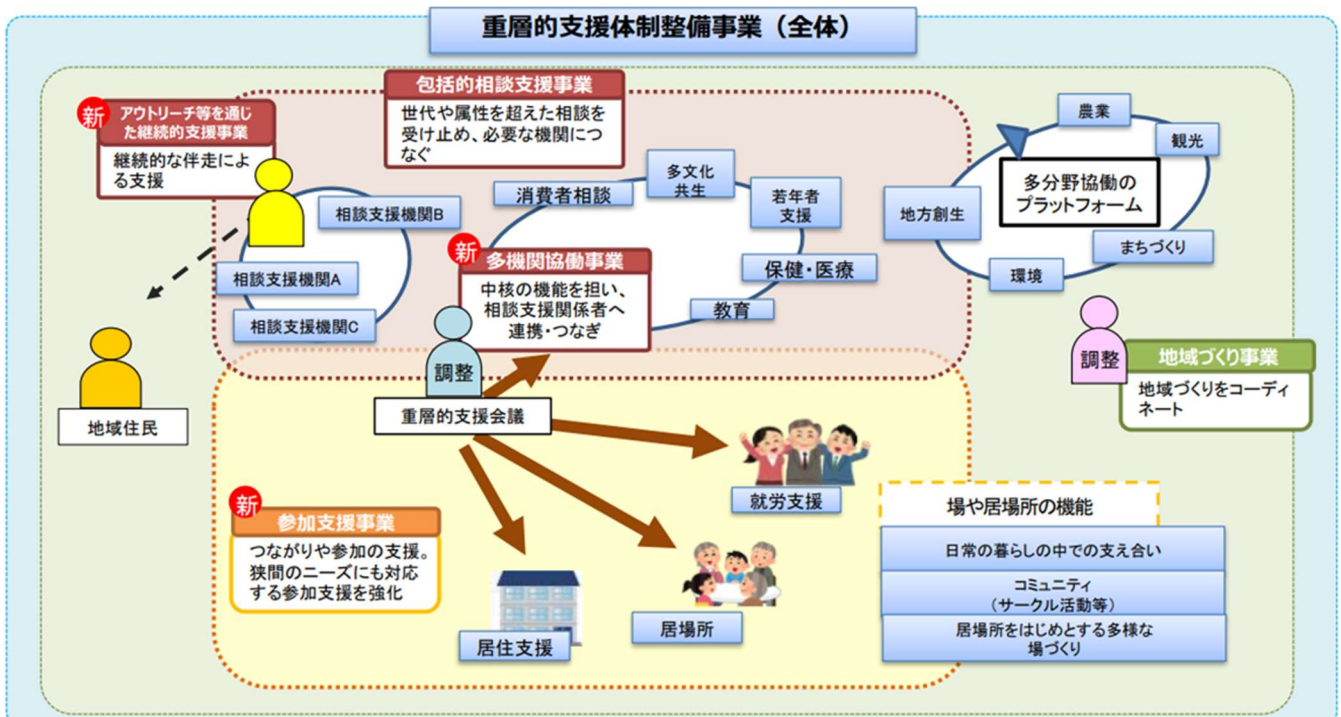 重層的支援体制整備事業（全体）
新
アウトリーチ等を通じ
た継続的支援事業
継続的な伴走によ
る支援
包括的相談支援事業
世代や属性を超えた相談を
受け止め、必要な機関につ
なぐ
相談支援機関B
相談支援機関A
相談支援機関C
消費者相談
多文化
共生
若年者
支援
保健・医療
教育
新
多機関協働事業
中核の機能を担い、
相談支援関係者へ
連携・つなぎ
調整
重層的支援会議
地域住民
農業
観光
多分野協働の
プラットフォーム
地方創生
まちづくり
環境
調整
地域づくり事業
地域づくりをコーディ
ネート
新
参加支援事業
つながりや参加の支援。
狭間のニーズにも対応
する参加支援を強化
就労支援
居場所
居住支援
場や居場所の機能
日常の暮らしの中での支え合い
コミュニティ
（サークル活動等）
居場所をはじめとする多様な
場づくり